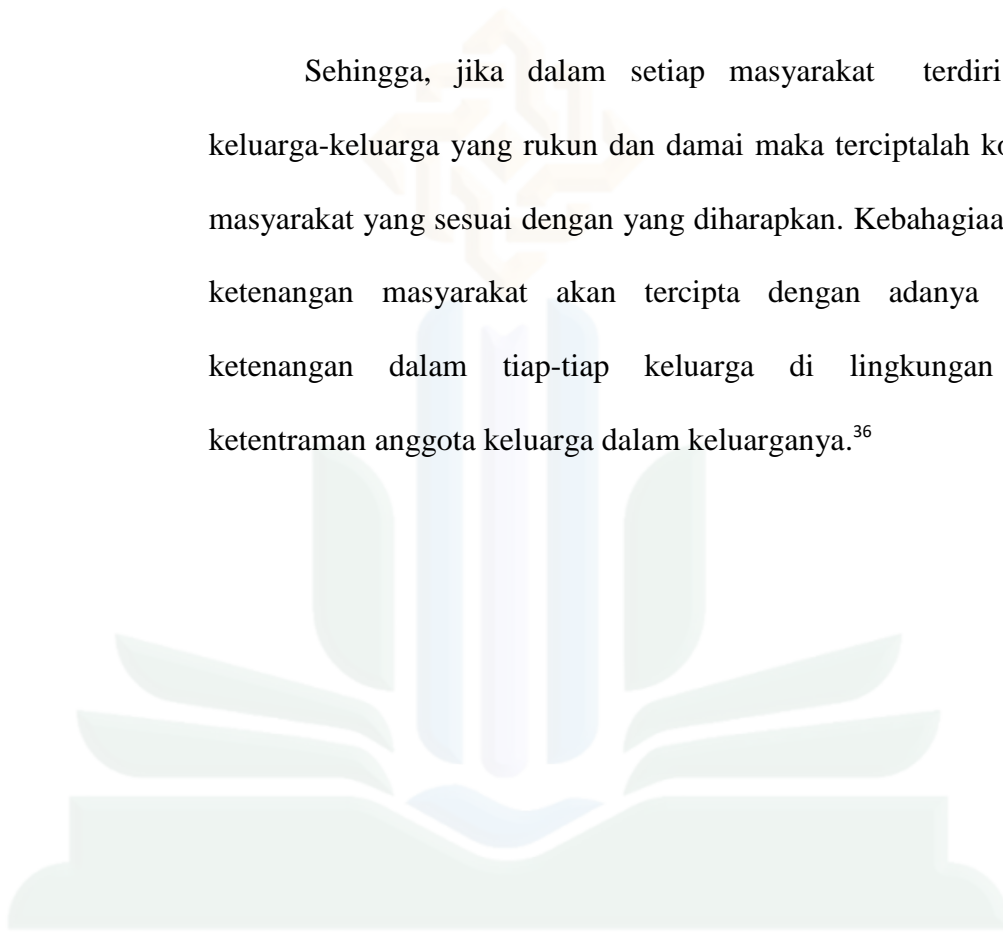 Sehingga, jika dalam setiap masyarakat terdiri
keluarga-keluarga yang rukun dan damai maka terciptalah
masyarakat yang sesuai dengan yang diharapkan.
ketenangan masyarakat akan tercipta dengan adanya
ketenangan dalam tiap-tiap keluarga di lingkungan
ketentraman anggota keluarga dalam keluarganya.36